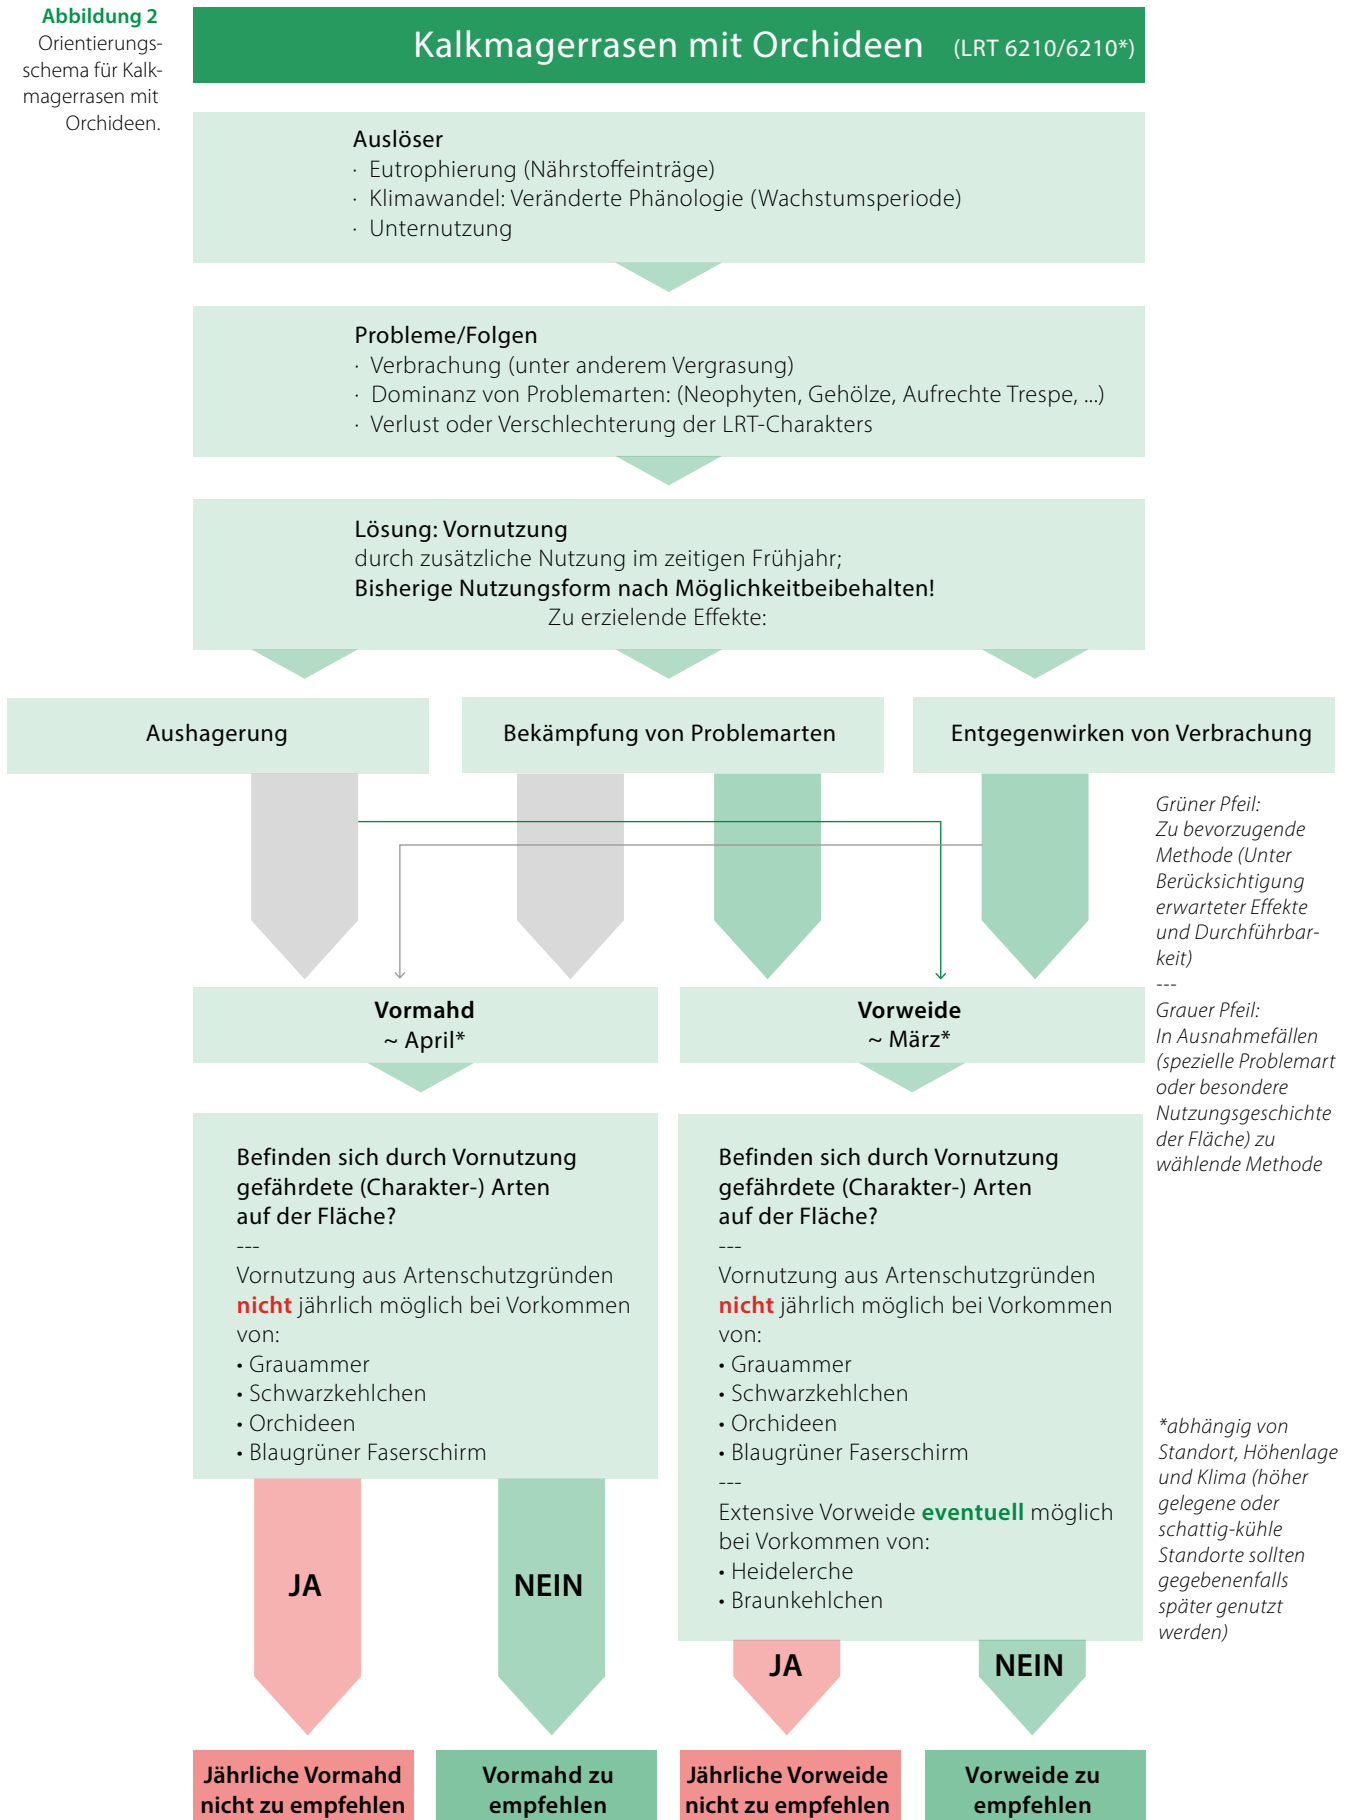 Abbildung 2
Orientierungs-
schema für Kalk-
magerrasen mit
Orchideen.
Kalkmagerrasen mit Orchideen (LRT 6210/6210*)
Auslöser
· Eutrophierung (Nährstoffeinträge)
· Klimawandel: Veränderte Phänologie (Wachstumsperiode)
· Unternutzung
Probleme/Folgen
· Verbrachung (unter anderem Vergrasung)
· Dominanz von Problemarten: (Neophyten, Gehölze, Aufrechte Trespe, ...)
· Verlust oder Verschlechterung der LRT-Charakters
Lösung: Vornutzung
durch zusätzliche Nutzung im zeitigen Frühjahr;
Bisherige Nutzungsform nach Möglichkeitbeibehalten!
Zu erzielende Effekte:
Aushagerung
Bekämpfung von Problemarten
Entgegenwirken von Verbrachung
Grüner Pfeil:
Zu bevorzugende
Methode (Unter
Berücksichtigung
erwarteter Effekte
und Durchführbar-
keit)
---
Grauer Pfeil:
In Ausnahmefällen
(spezielle Problemart
oder besondere
Nutzungsgeschichte
der Fläche) zu
wählende Methode
Vormahd
~ April*
Vorweide
~ März*
Befinden sich durch Vornutzung
gefährdete (Charakter-) Arten
auf der Fläche?
---
Vornutzung aus Artenschutzgründen
nicht jährlich möglich bei Vorkommen
von:
• Grauammer
• Schwarzkehlchen
• Orchideen
• Blaugrüner Faserschirm
Befinden sich durch Vornutzung
gefährdete (Charakter-) Arten
auf der Fläche?
---
Vornutzung aus Artenschutzgründen
nicht jährlich möglich bei Vorkommen
von:
• Grauammer
• Schwarzkehlchen
• Orchideen
• Blaugrüner Faserschirm
---
Extensive Vorweide eventuell möglich
bei Vorkommen von:
• Heidelerche
• Braunkehlchen
*abhängig von
Standort, Höhenlage
und Klima (höher
gelegene oder
schattig-kühle
Standorte sollten
gegebenenfalls
später genutzt
werden)
JA
NEIN
JA
NEIN
Jährliche Vormahd
nicht zu empfehlen
Vormahd zu
empfehlen
Jährliche Vorweide
nicht zu empfehlen
Vorweide zu
empfehlen